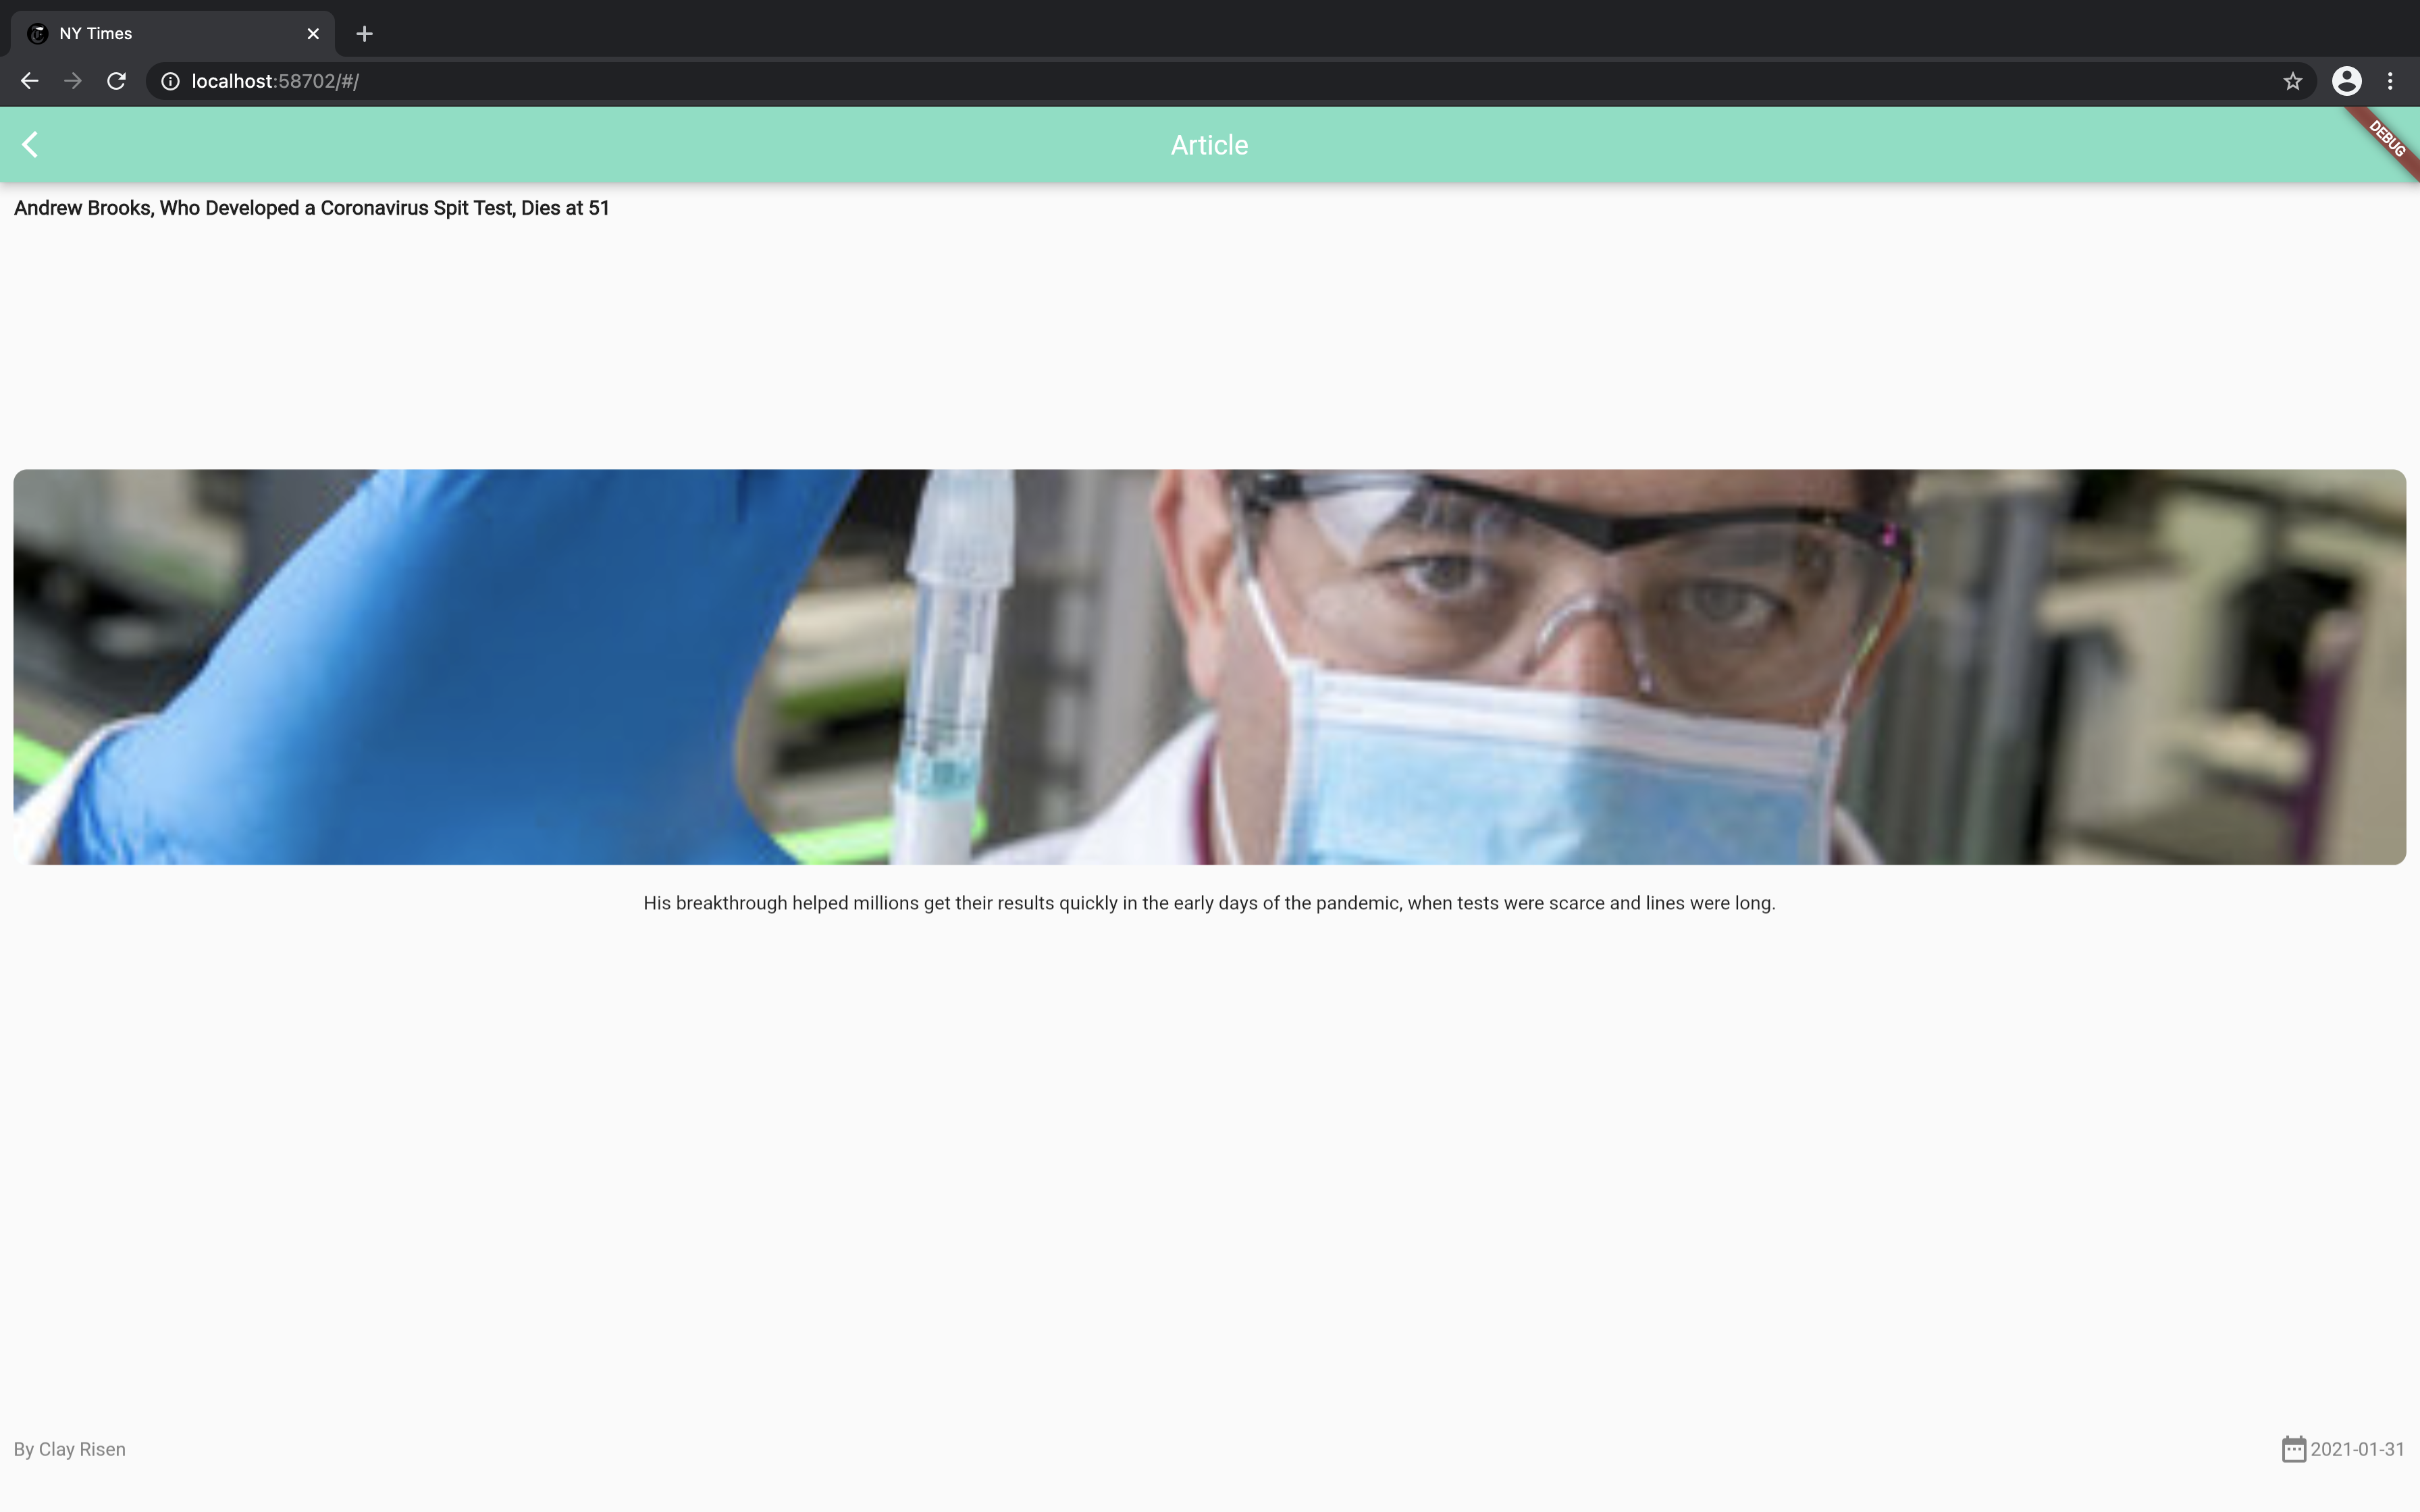 NY Times
localhost:58702/#/
Article
DEBUG
Andrew Brooks, Who Developed a Coronavirus Spit Test, Dies at 51
His breakthrough helped millions get their results quickly in the early days of the pandemic, when tests were scarce and lines were long.
By Clay Risen
2021-01-31